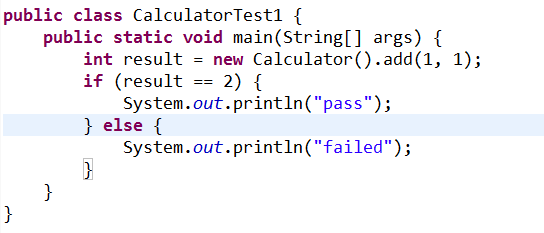 public class CalculatorTest1 {
    public static void main(String[] args) {
        int result = new Calculator().add(1, 1);
        if (result == 2) {
            System.out.println("pass");
        } else {
            System.out.println("failed");
        }
    }
}